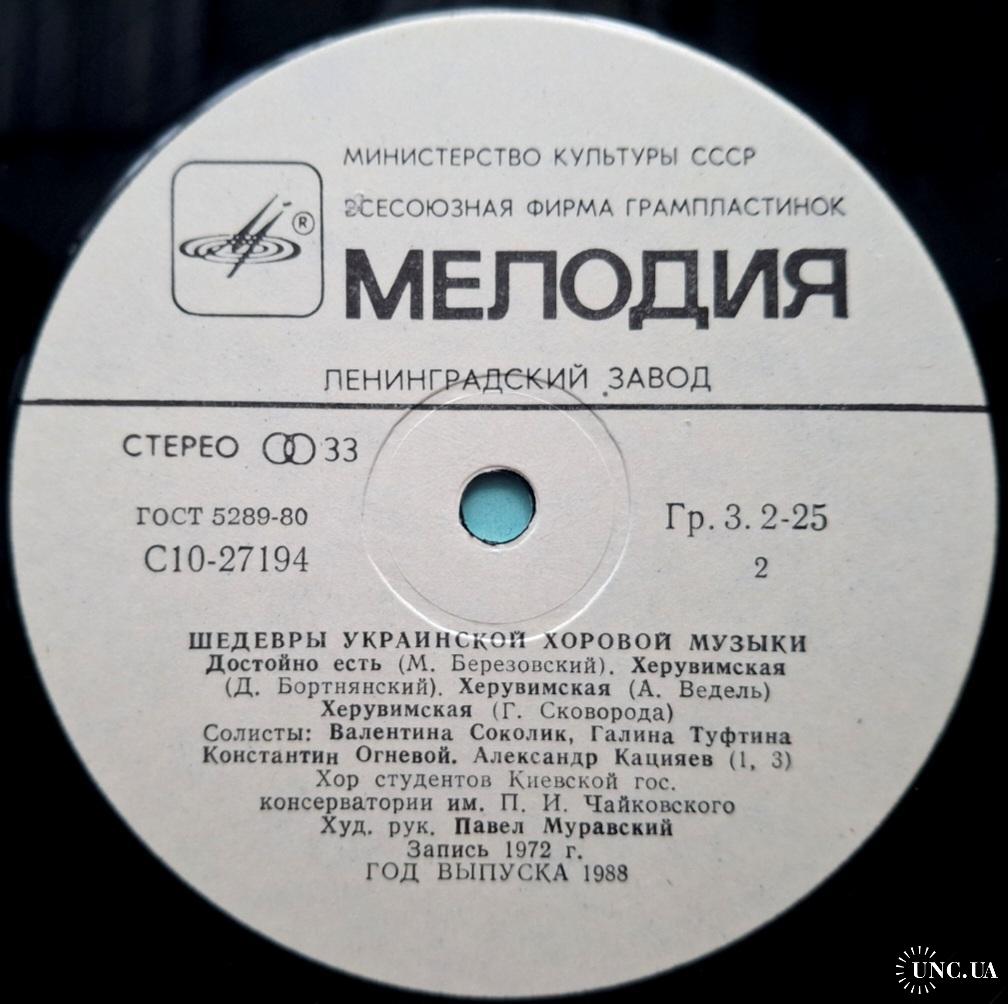 МИНИСТЕРСТВО КУЛЬТУРЫ СССР
ВСЕСОЮЗНАЯ ФИРМА ГРАМПЛАСТИНОК
®
МЕЛОДИЯ
ЛЕНИНГРАДСКИЙ ЗАВОД
СТЕРЕО 33
ГОСТ 5289-80
Гр. 3. 2-25
С10-27194
2
ШЕДЕВРЫ УКРАИНСКОЙ ХОРОВОЙ МУЗЫКИ
Достойно есть (М. Березовский). Херувимская
(Д. Бортнянский). Херувимская (А. Ведель)
Херувимская (Г. Сковорода)
Солисты: Валентина Соколик, Галина Туфтина
Константин Огневой. Александр Кацияев (1, 3)
Хор студентов Киевской гос.
консерватории им. П. И. Чайковского
Худ. рук. Павел Муравский
Запись 1972 г.
ГОД ВЫПУСКА 1988
UNC.UA